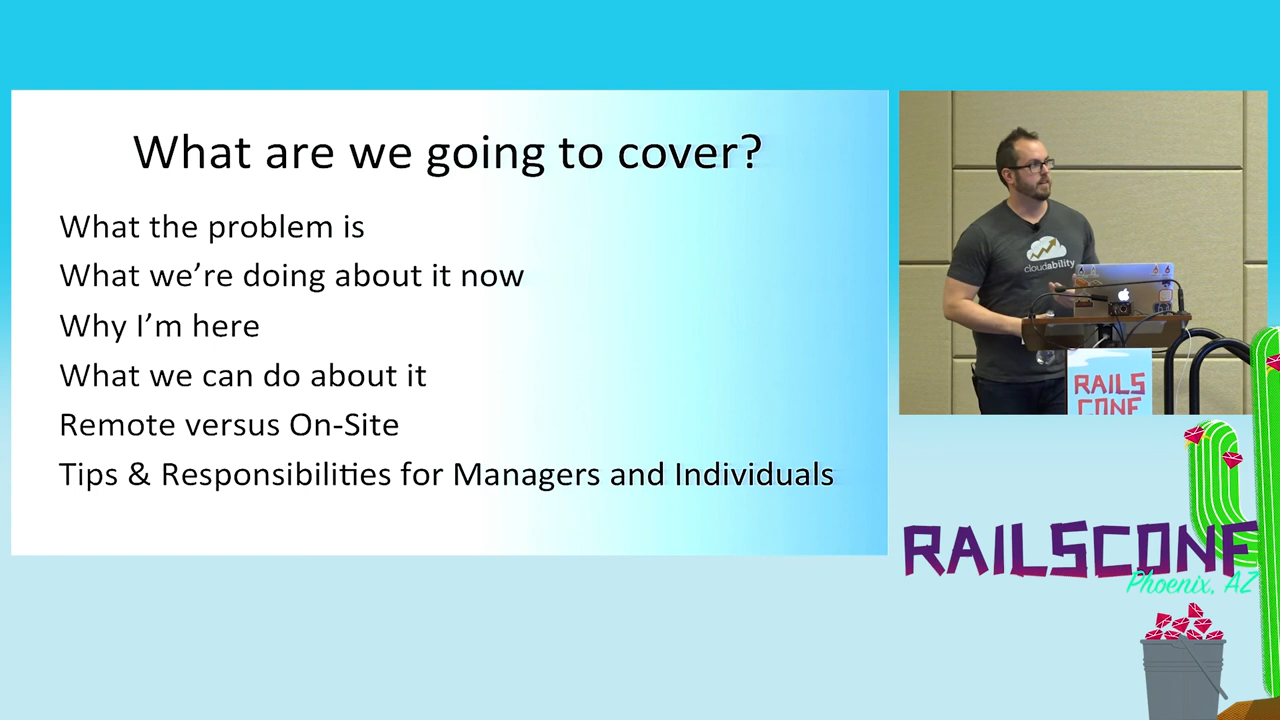 What are we going to cover?
What the problem is
What we’re doing about it now
Why I’m here
What we can do about it
Remote versus On-Site
Tips & Responsibilities for Managers and Individuals
cloudability
RAILS
CONF
RAILSCONF
Phoenix, AZ